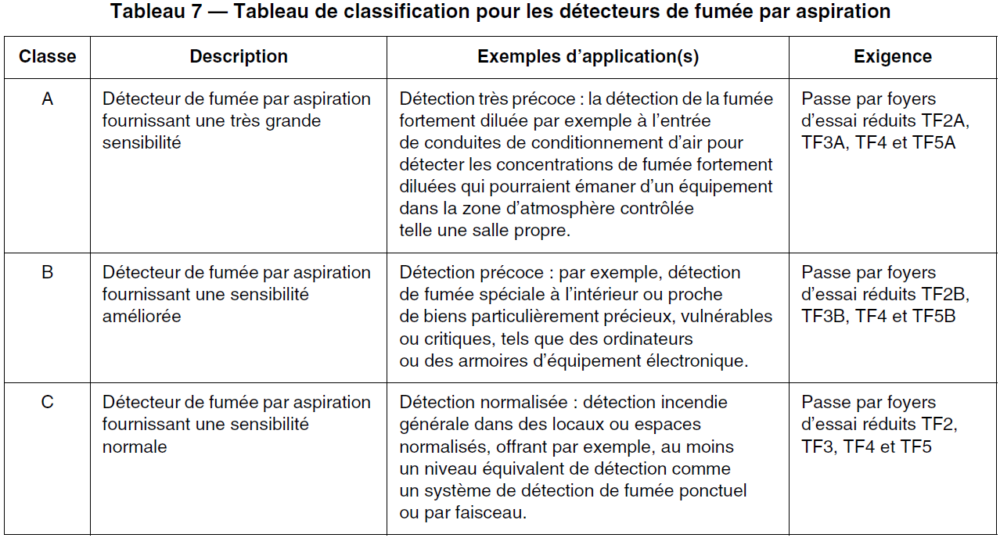 Tableau 7 — Tableau de classification pour les détecteurs de fumée par aspiration
Classe
Description
Exemples d’application(s)
Exigence
A
Détecteur de fumée par aspiration
fournissant une très grande
sensibilité
Détection très précoce : la détection de la fumée
fortement diluée par exemple à l’entrée
de conduites de conditionnement d’air pour
détecter les concentrations de fumée fortement
diluées qui pourraient émaner d’un équipement
dans la zone d’atmosphère contrôlée
telle une salle propre.
Passe par foyers
d’essai réduits TF2A,
TF3A, TF4 et TF5A
B
Détecteur de fumée par aspiration
fournissant une sensibilité
améliorée
Détection précoce : par exemple, détection
de fumée spéciale à l’intérieur ou proche
de biens particulièrement précieux, vulnérables
ou critiques, tels que des ordinateurs
ou des armoires d’équipement électronique.
Passe par foyers
d’essai réduits TF2B,
TF3B, TF4 et TF5B
C
Détecteur de fumée par aspiration
fournissant une sensibilité
normale
Détection normalisée : détection incendie
générale dans des locaux ou espaces
normalisés, offrant par exemple, au moins
un niveau équivalent de détection comme
un système de détection de fumée ponctuel
ou par faisceau.
Passe par foyers
d’essai réduits TF2,
TF3, TF4 et TF5